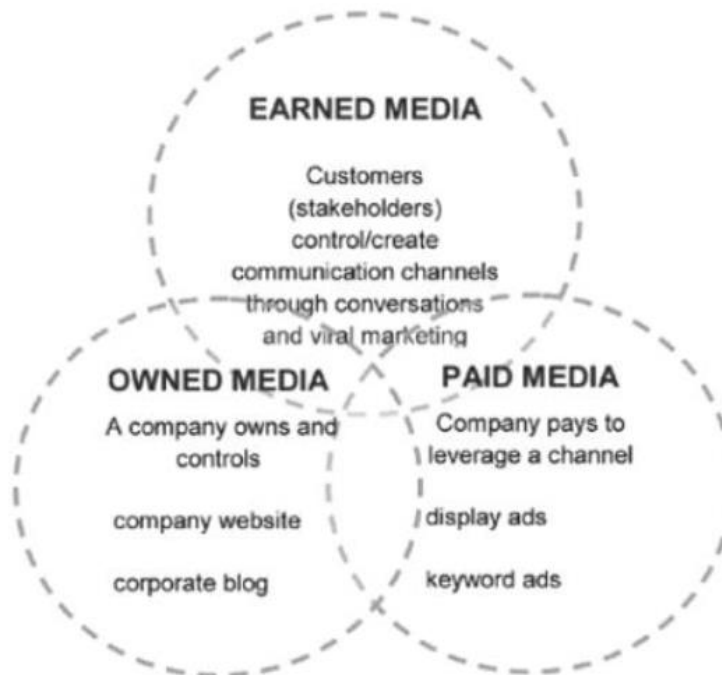 EARNED MEDIA
Customers
(stakeholders)
control/create
communication channels
through conversations
and viral marketing
OWNED MEDIA
A company owns and
controls
company website
corporate blog
PAID MEDIA
Company pays to
leverage a channel
display ads
keyword ads